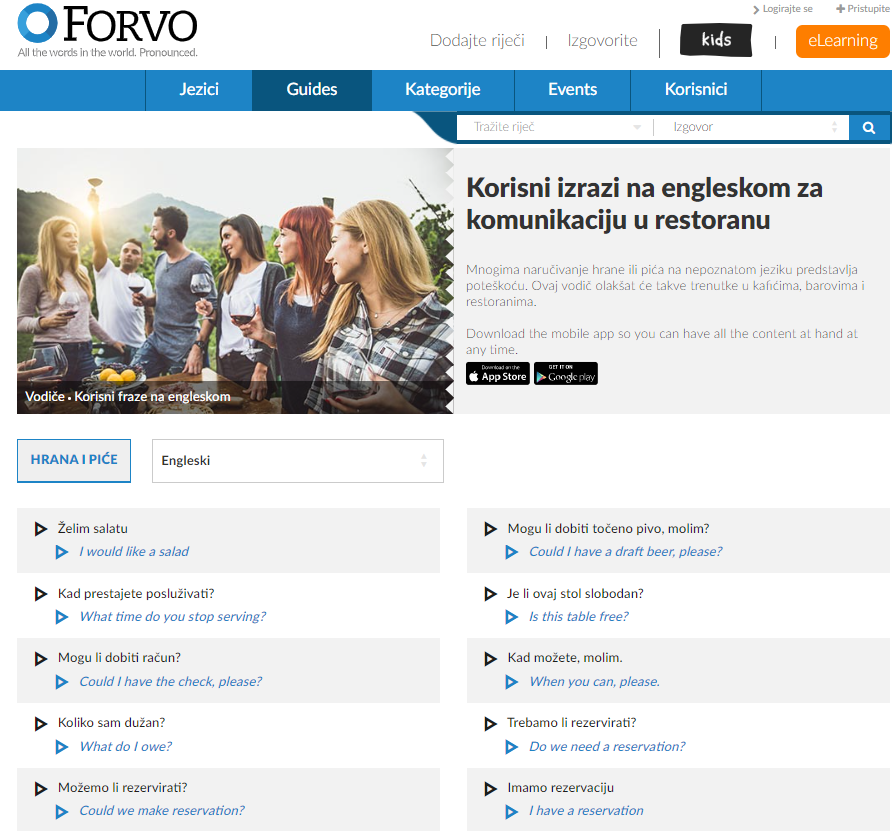 Logirajte se
Pristupite
FORVO
All the words in the world. Pronounced.
Dodajte riječi
Izgovorite
kids
eLearning
Jezici
Guides
Kategorije
Events
Korisnici
Tražite riječ
Izgovor
Korisni izrazi na engleskom za
komunikaciju u restoranu
Mnogima naručivanje hrane ili pića na nepoznatom jeziku predstavlja
poteškoću. Ovaj vodič olakšat će takve trenutke u kafićima, barovima i
restoranima.
Download the mobile app so you can have all the content at hand at
any time.
Download on the
App Store
GET IT ON
Google play
Vodiče • Korisni fraze na engleskom
HRANA I PIĆE
Engleski
Želim salatu
I would like a salad
Mogu li dobiti točeno pivo, molim?
Could I have a draft beer, please?
Kad prestajete posluživati?
What time do you stop serving?
Je li ovaj stol slobodan?
Is this table free?
Mogu li dobiti račun?
Could I have the check, please?
Kad možete, molim.
When you can, please.
Koliko sam dužan?
What do I owe?
Trebamo li rezervirati?
Do we need a reservation?
Možemo li rezervirati?
Could we make reservation?
Imamo rezervaciju
I have a reservation